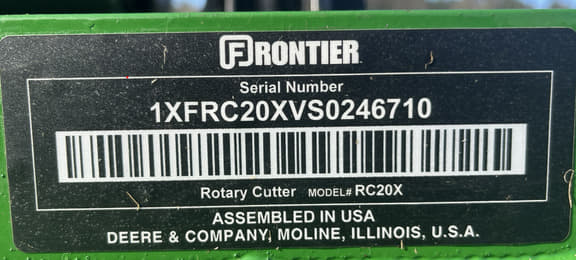 FRONTIER
Serial Number
1XFRC20XVS0246710
Rotary Cutter MODEL# RC20X
ASSEMBLED IN USA
DEERE & COMPANY, MOLINE, ILLINOIS, U.S.A.